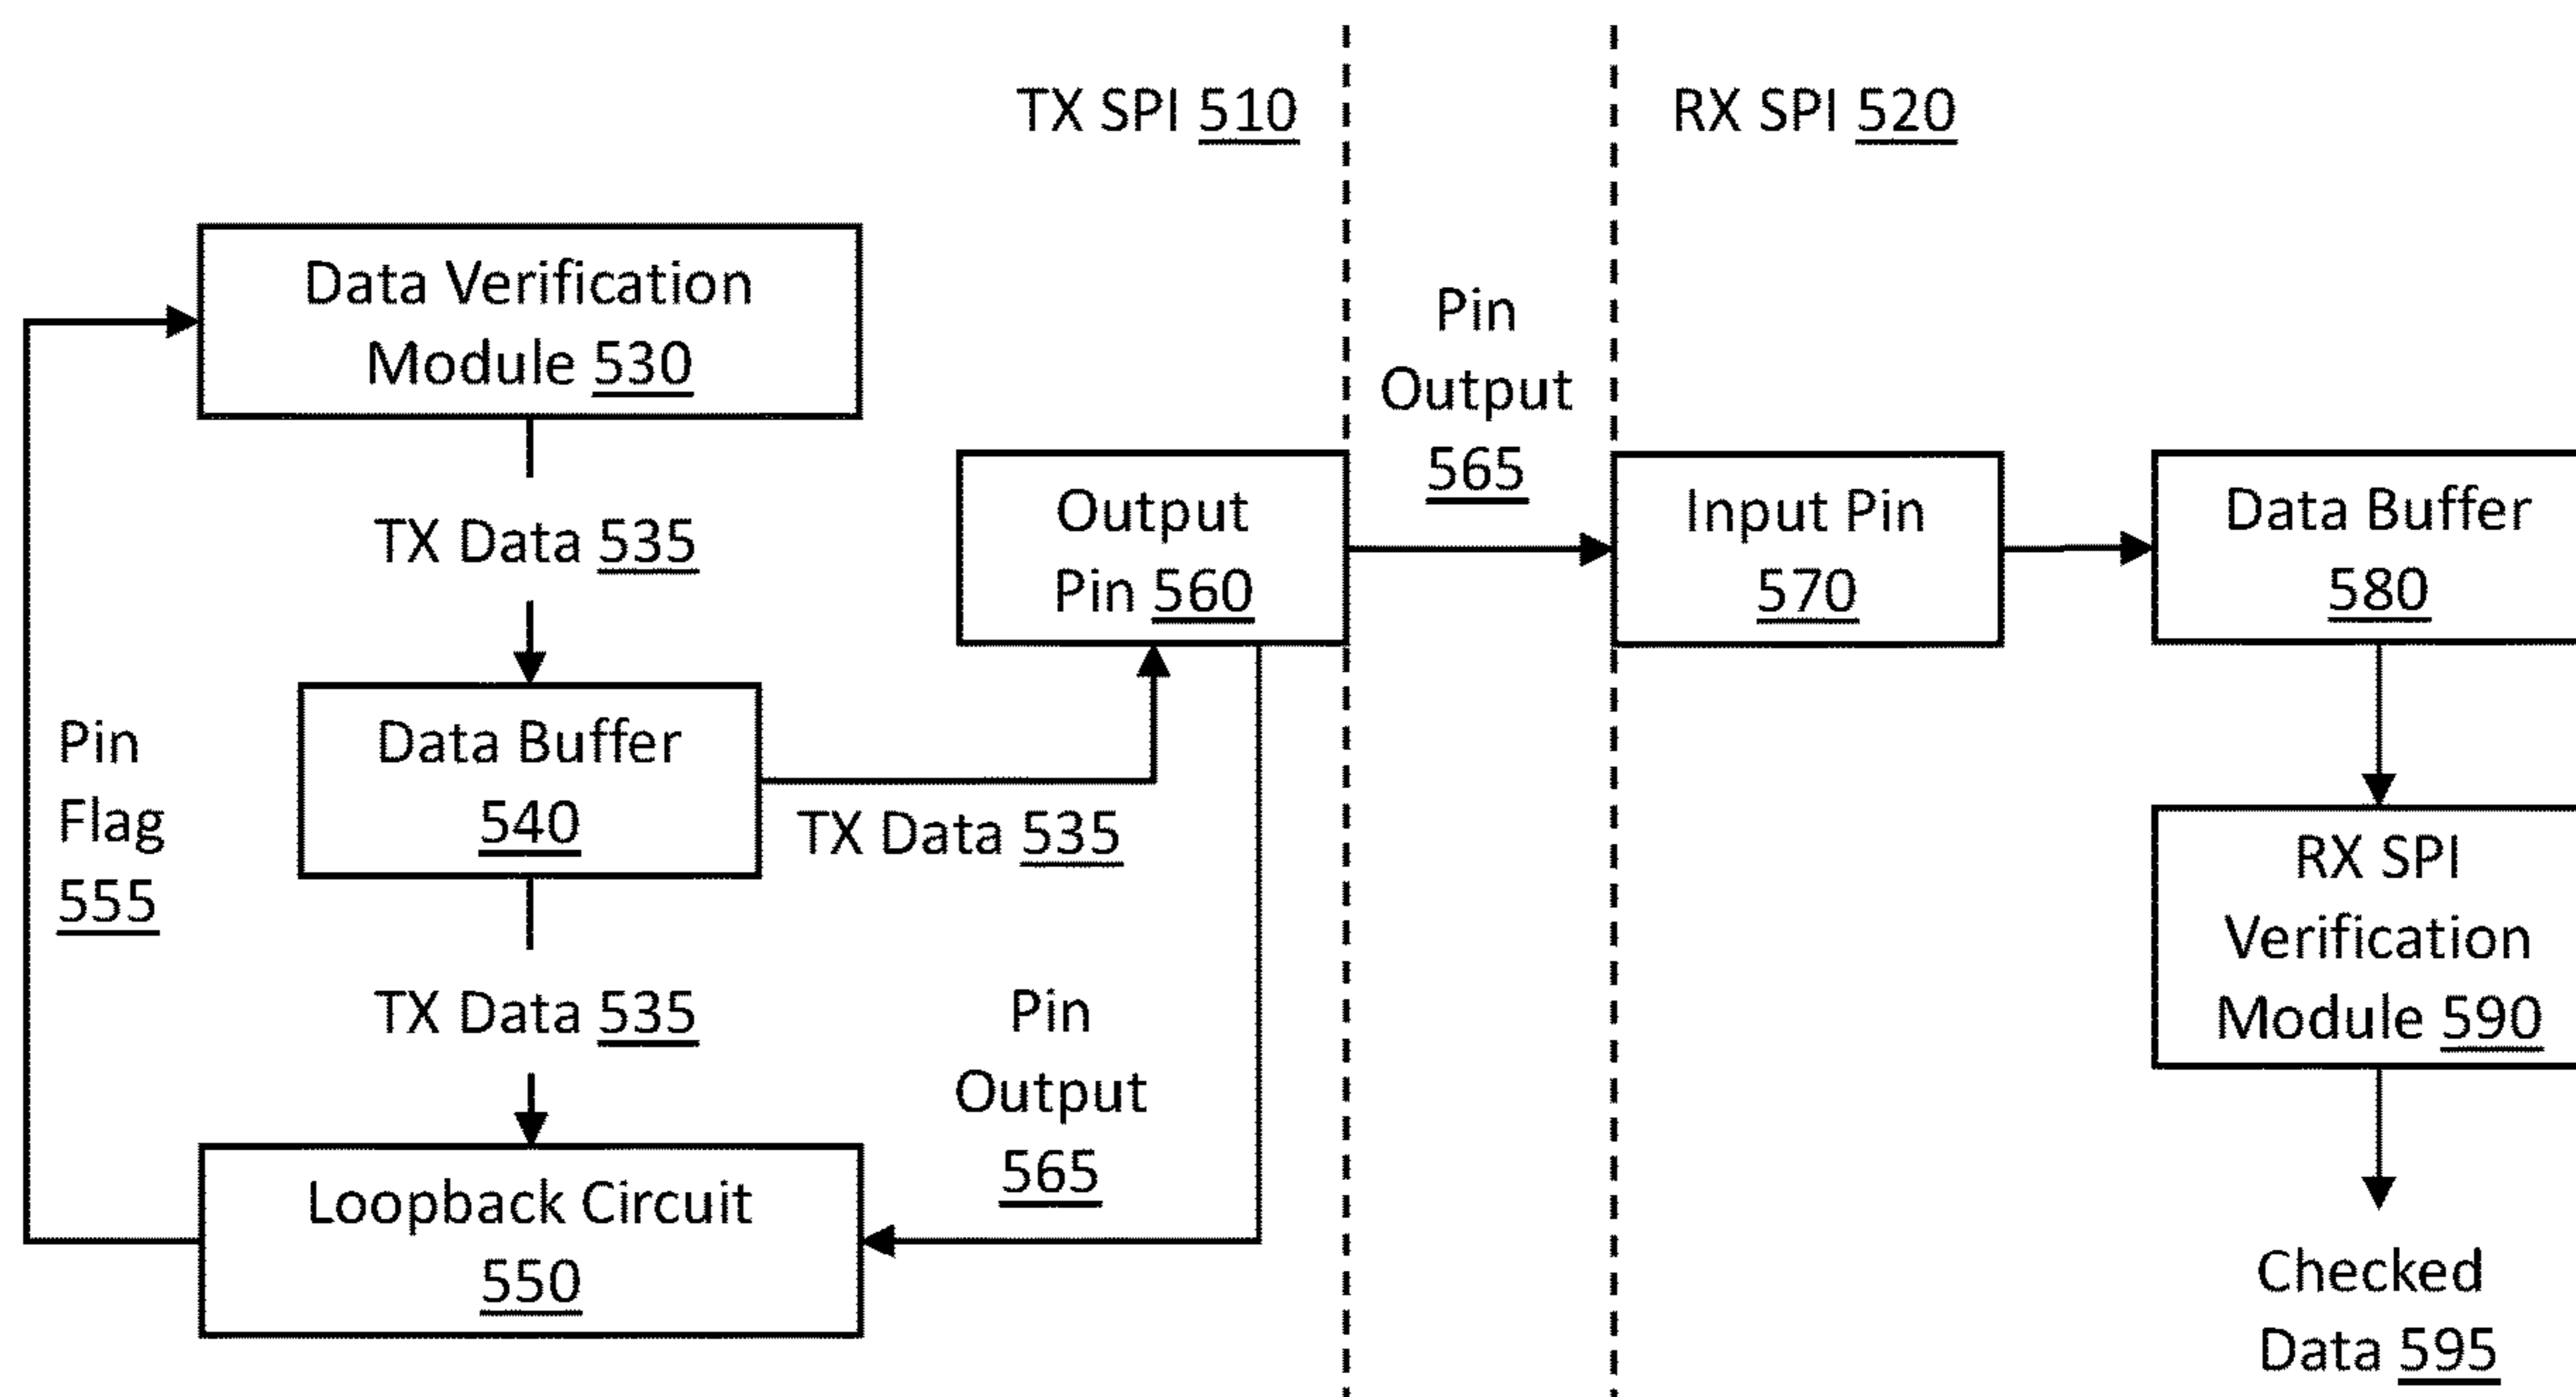 TX SPI 510
RX SPI 520
Data Verification
Module 530
Pin
Output
565
TX Data 535
Output
Pin 560
Input Pin
570
Data Buffer
580
Pin
Flag
555
Data Buffer
540
TX Data 535
RX SPI
Verification
Module 590
TX Data 535
Pin
Output
565
Loopback Circuit
550
Checked
Data 595